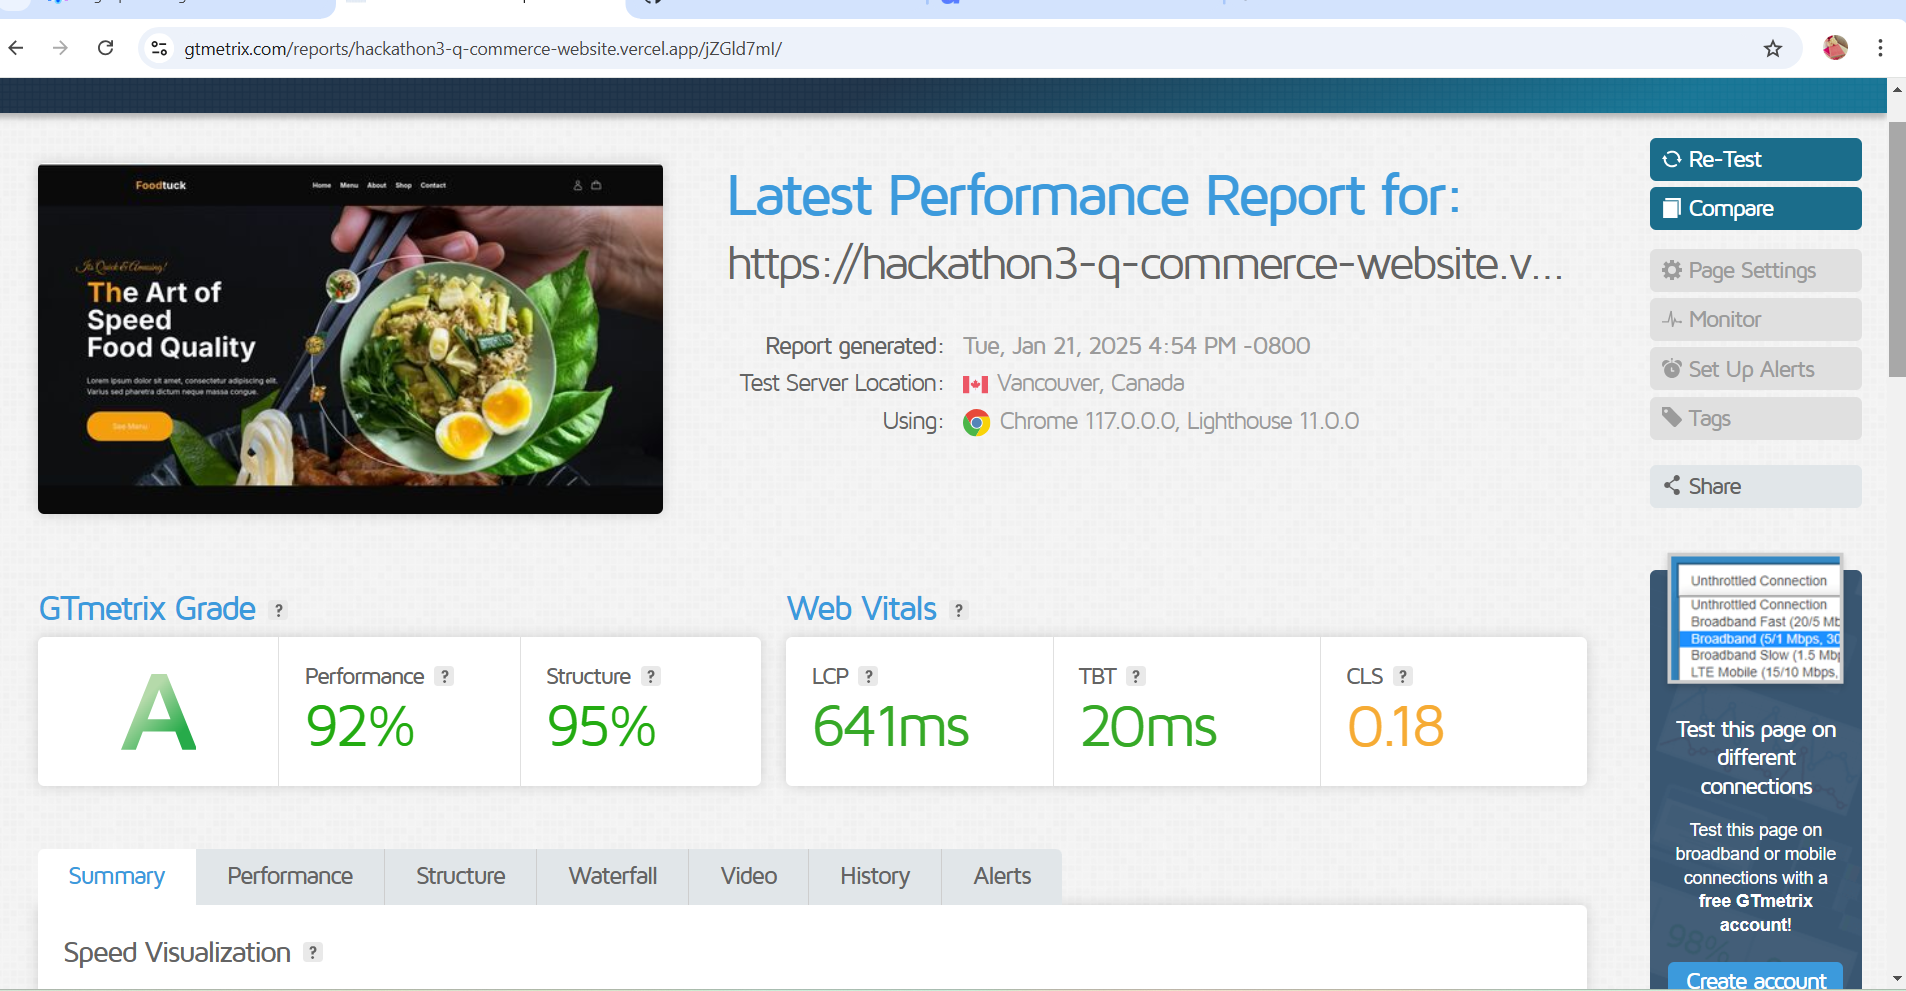 gtmetrix.com/reports/hackathon3-q-commerce-website.vercel.app/jZGld7mI/
Foodtuck
Home Menu About Shop Contact
Its Quick & Amusing!
The Art of
Speed
Food Quality
Lorem ipsum dolor sit amet, consectetur adipiscing elit.
Varius sed pharetra dictum neque massa congue.
See Menu
Latest Performance Report for:
https://hackathon3-q-commerce-website.v...
Report generated: Tue, Jan 21, 2025 4:54 PM -0800
Test Server Location: Vancouver, Canada
Using: Chrome 117.0.0.0, Lighthouse 11.0.0
Re-Test
Compare
Page Settings
Monitor
Set Up Alerts
Tags
Share
GTmetrix Grade ?
A
Performance ?
92%
Structure ?
95%
Web Vitals ?
LCP ?
641ms
TBT ?
20ms
CLS ?
0.18
Summary
Performance
Structure
Waterfall
Video
History
Alerts
Speed Visualization ?
Unthrottled Connection
Unthrottled Connection
Broadband Fast (20/5 Mb
Broadband (5/1 Mbps, 30
Broadband Slow (1.5 Mbp
LTE Mobile (15/10 Mbps,
Test this page on
different
connections
Test this page on
broadband or mobile
connections with a
free GTmetrix
account!
98%
Create account